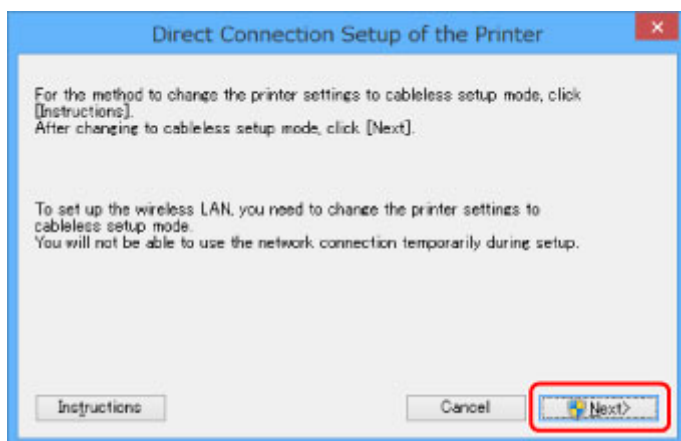 Direct Connection Setup of the Printer
For the method to change the printer settings to cableless setup mode, click
[Instructions].
After changing to cableless setup mode, click [Next].
To set up the wireless LAN, you need to change the printer settings to
cableless setup mode.
You will not be able to use the network connection temporarily during setup.
Instructions
Cancel
Next>